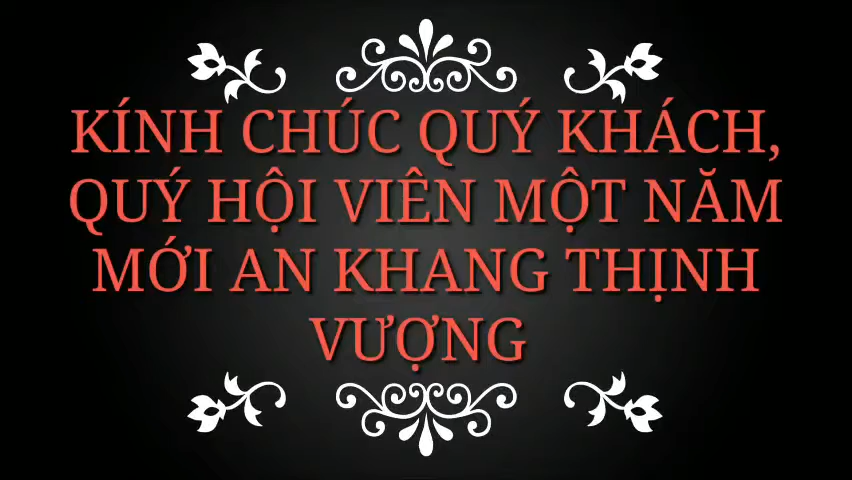 KÍNH CHÚC QUÝ KHÁCH,
QUÝ HỘI VIÊN MỘT NĂM
MỚI AN KHANG THỊNH
VƯỢNG